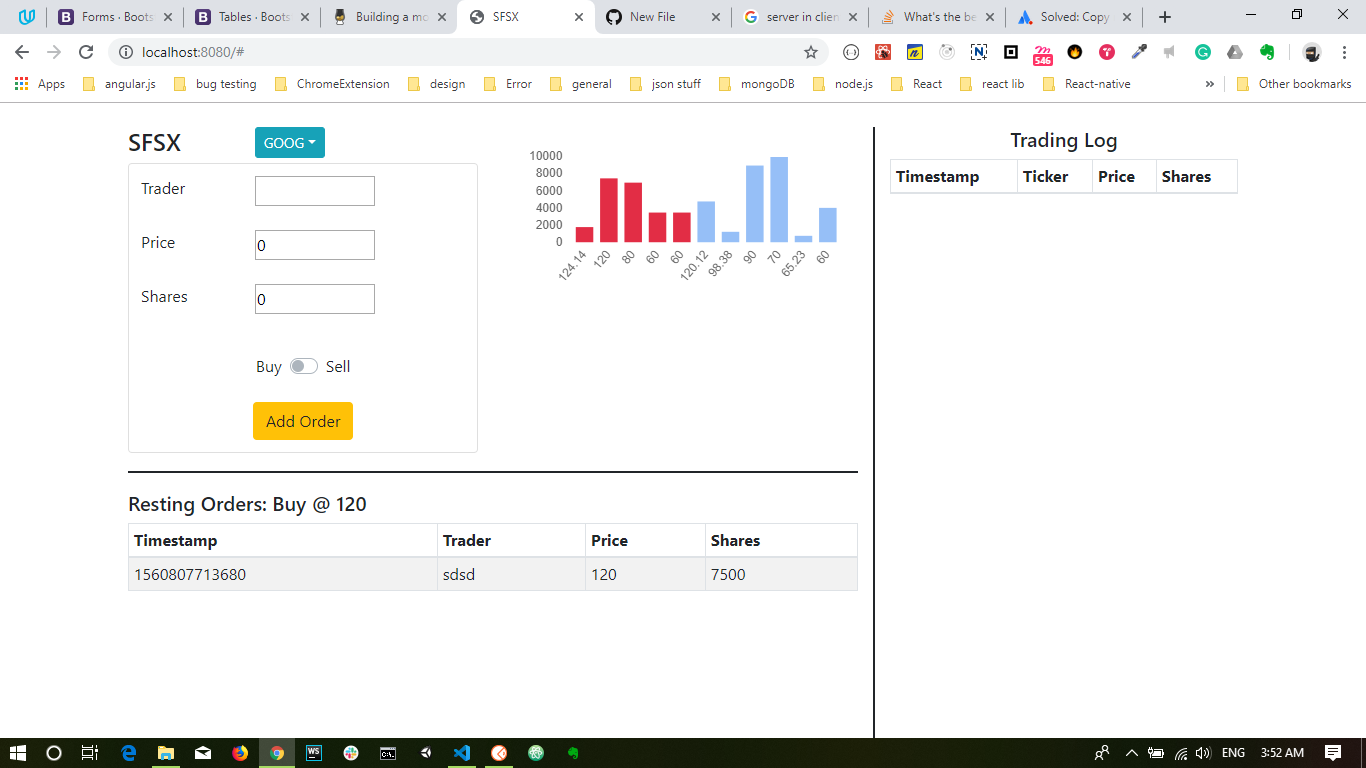 Forms · Boots
Tables · Boots
Building a mo
SFSX
New File
server in clien
What's the be
Solved: Copy
localhost:8080/#
546
Apps
angular.js
bug testing
ChromeExtension
design
Error
general
json stuff
mongoDB
node.js
React
react lib
React-native
»
Other bookmarks
SFSX
GOOG
Trader
Price
0
Shares
0
Buy
Sell
Add Order
10000
8000
6000
4000
2000
0
124.14
120
80
60
60
120.12
98.38
90
70
65.23
60
Resting Orders: Buy @ 120
Timestamp Trader Price Shares
1560807713680 sdsd 120 7500
Trading Log
Timestamp Ticker Price Shares
WS
ENG
3:52 AM